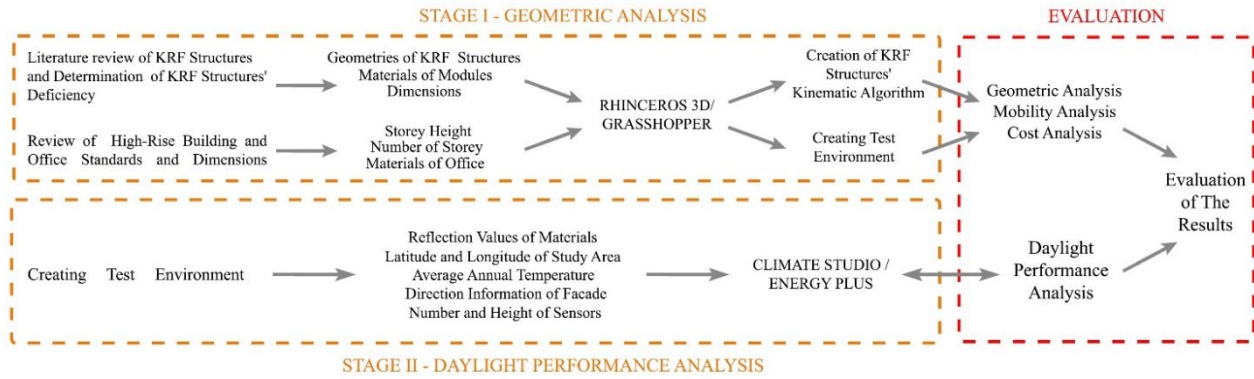 STAGE I - GEOMETRIC ANALYSIS
EVALUATION
Literature review of KRF Structures
and Determination of KRF Structures'
Deficiency
Geometries of KRF Structures
Materials of Modules
Dimensions
Review of High-Rise Building and
Office Standards and Dimensions
Storey Height
Number of Storey
Materials of Office
RHINCEROS 3D/
GRASSHOPPER
Creation of KRF
Structures'
Kinematic Algorithm
Creating Test
Environment
Geometric Analysis
Mobility Analysis
Cost Analysis
Evaluation
of The
Results
Creating Test Environment
Reflection Values of Materials
Latitude and Longitude of Study Area
Average Annual Temperature
Direction Information of Facade
Number and Height of Sensors
CLIMATE STUDIO /
ENERGY PLUS
Daylight
Performance
Analysis
STAGE II - DAYLIGHT PERFORMANCE ANALYSIS